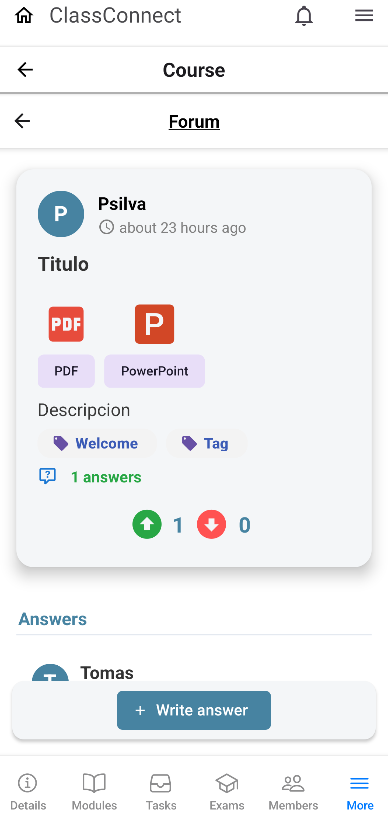 ClassConnect
Course
Forum
P
Psilva
about 23 hours ago
Titulo
PDF P
PDF PowerPoint
Descripcion
Welcome Tag
? 1 answers
1 0
Answers
T Tomas
+ Write answer
Details Modules Tasks Exams Members More